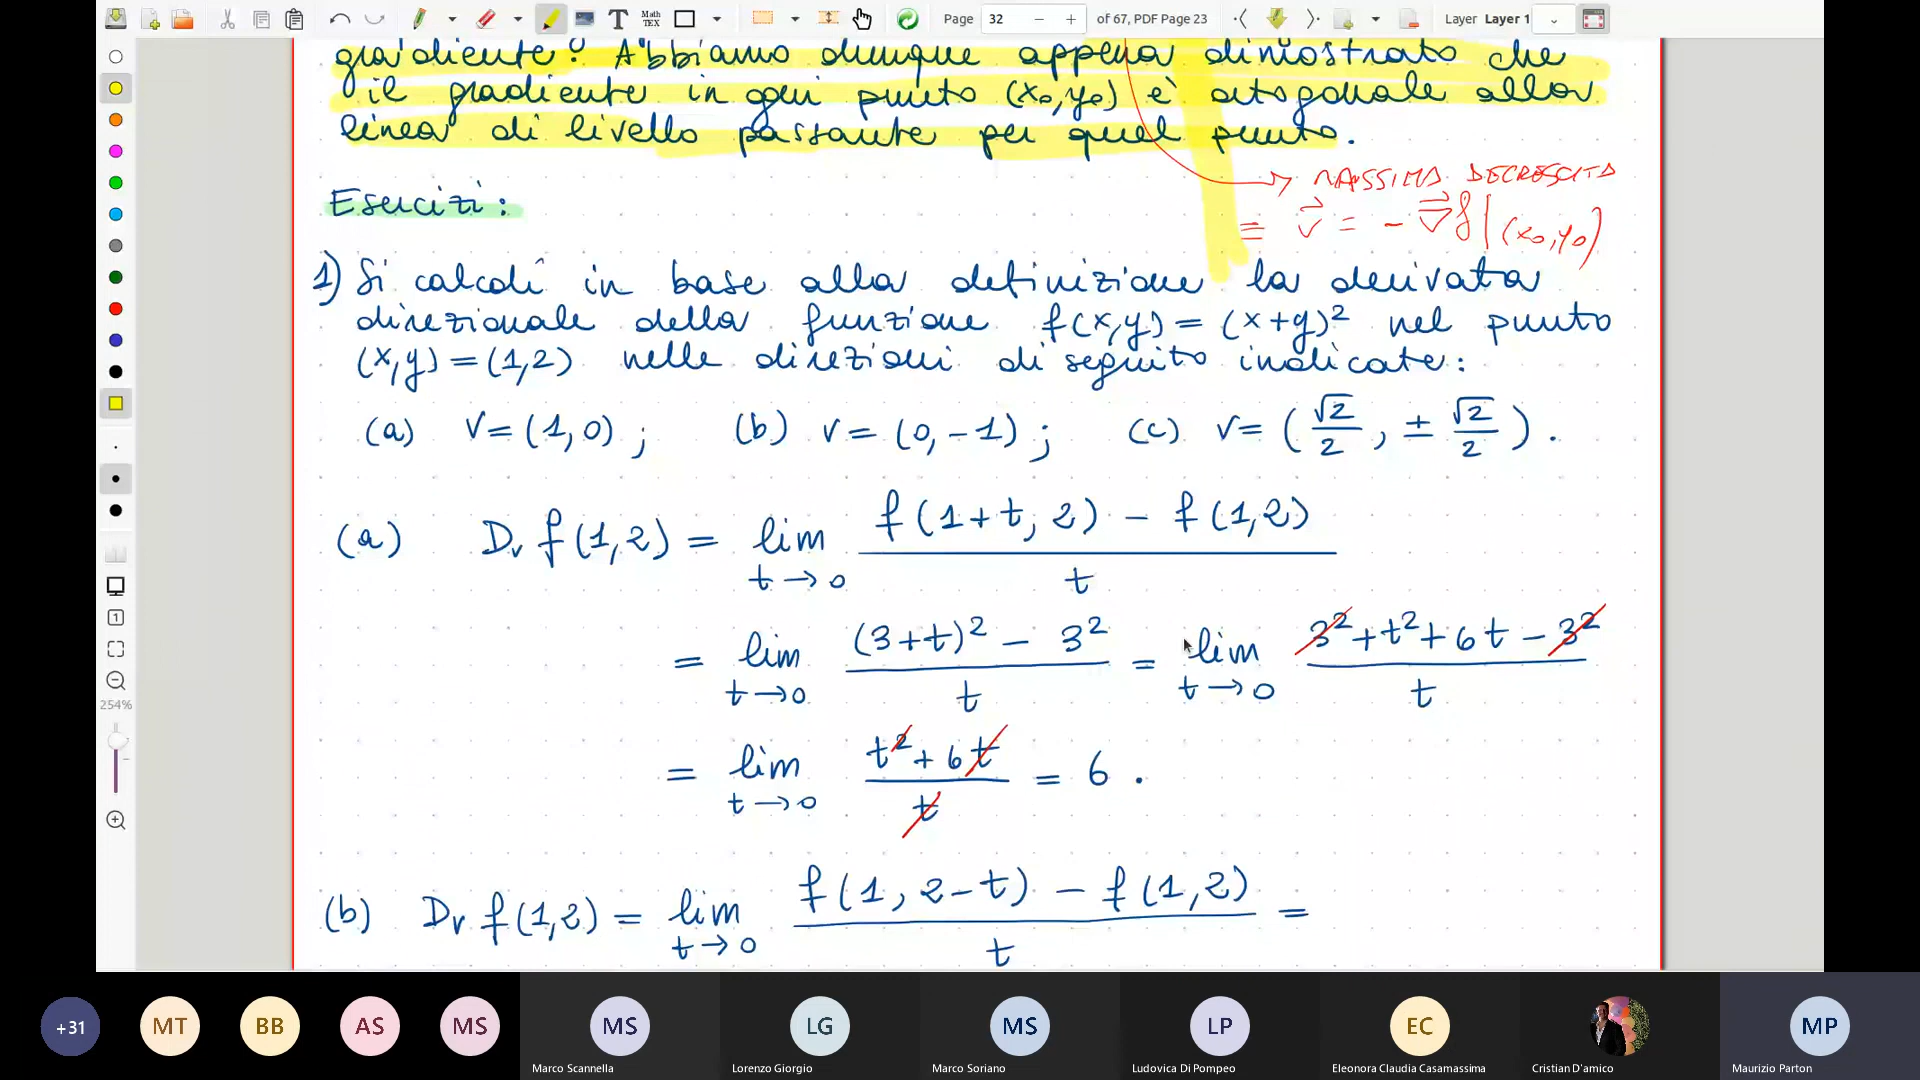 Page 32 of 67, PDF Page 23 Layer Layer 1
T Math TEX
gradiente! Abbiamo dunque appena dimostrato che
il gradiente in ogni punto (x₀,y₀) è ortogonale alla
linea di livello passante per quel punto.
→ MASSIMA DECRESCITA
≡ v⃗ = - ∇⃗f|(x₀,y₀)
Esercizi:
1) Si calcoli in base alla definizione la derivata
direzionale della funzione f(x,y) = (x+y)² nel punto
(x,y) = (1,2) nelle direzioni di seguito indicate:
(a) v = (1,0) ; (b) v = (0,-1) ; (c) v = (√2/2, ± √2/2) .
(a) Dv f(1,2) = lim t→0 f(1+t, 2) - f(1,2) / t
= lim t→0 (3+t)² - 3² / t = lim t→0 3² + t² + 6t - 3² / t
= lim t→0 t² + 6t / t = 6 .
(b) Dv f(1,2) = lim t→0 f(1, 2-t) - f(1,2) / t =
1
254%
+31 MT BB AS MS MS LG MS LP EC MP
Marco Scannella Lorenzo Giorgio Marco Soriano Ludovica Di Pompeo Eleonora Claudia Casamassima Cristian D'amico Maurizio Parton